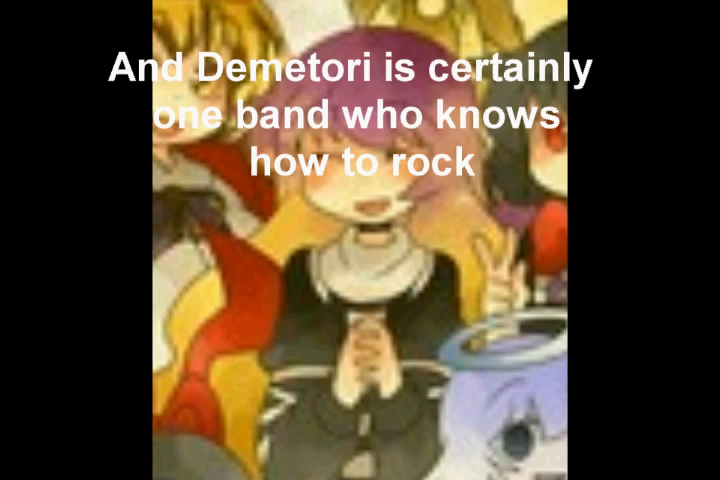 And Demetori is certainly
one band who knows
how to rock